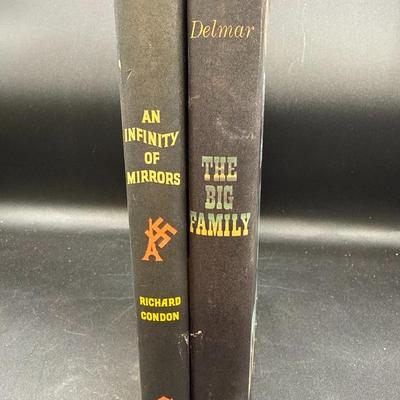 AN
INFINITY
OF
MIRRORS
RICHARD
CONDON
Delmar
THE
BIG
FAMILY